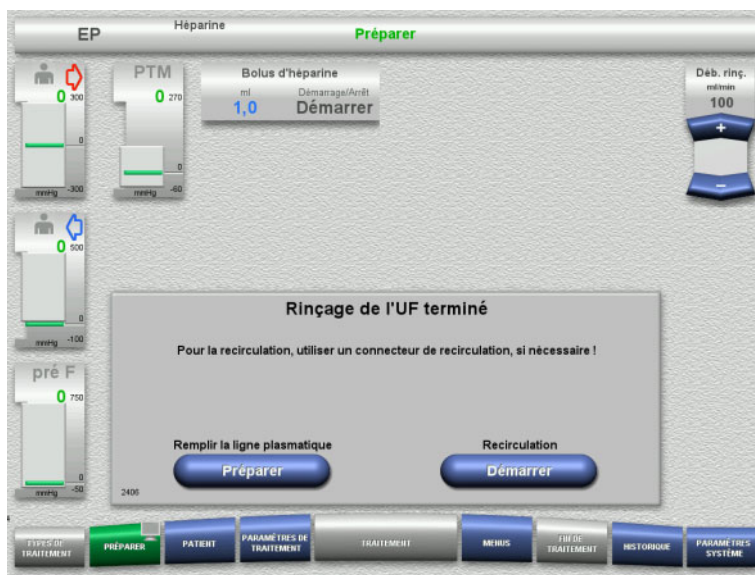 EP
Héparine
Préparer
0
300
0
mmHg -300
PTM
0 270
0
mmHg -60
Bolus d'héparine
ml Démarrage/Arrêt
1,0 Démarrer
Déb. rinç.
ml/min
100
+
−
0 500
0
mmHg -100
pré F
0 750
0
mmHg -50
Rinçage de l'UF terminé
Pour la recirculation, utiliser un connecteur de recirculation, si nécessaire !
Remplir la ligne plasmatique
Préparer
Recirculation
Démarrer
2406
TYPES DE
TRAITEMENT
PRÉPARER
PATIENT
PARAMÈTRES DE
TRAITEMENT
TRAITEMENT
MENUS
FIN DE
TRAITEMENT
HISTORIQUE
PARAMÈTRES
SYSTÈME